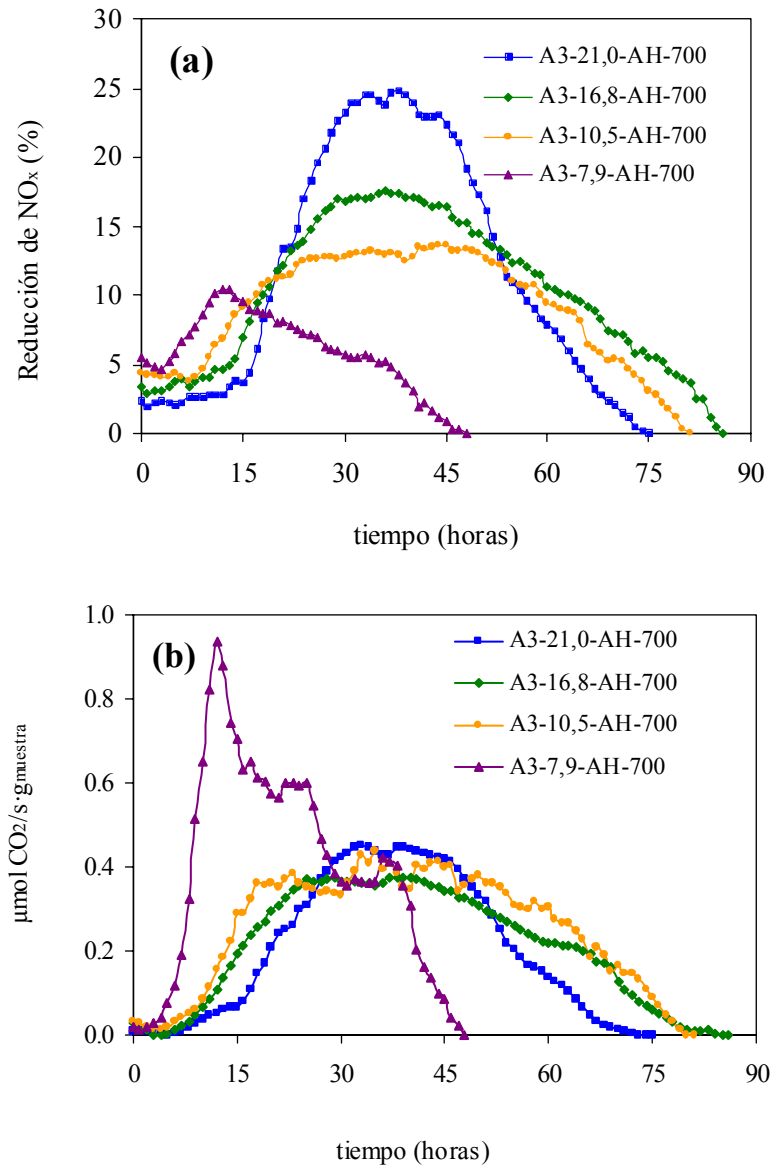 (a)
A3-21,0-AH-700
A3-16,8-AH-700
A3-10,5-AH-700
A3-7,9-AH-700
Reducción de NOx (%)
30
25
20
15
10
5
0
0 15 30 45 60 75 90
tiempo (horas)
(b)
A3-21,0-AH-700
A3-16,8-AH-700
A3-10,5-AH-700
A3-7,9-AH-700
µmol CO2/s·gmuestra
1.0
0.8
0.6
0.4
0.2
0.0
0 15 30 45 60 75 90
tiempo (horas)